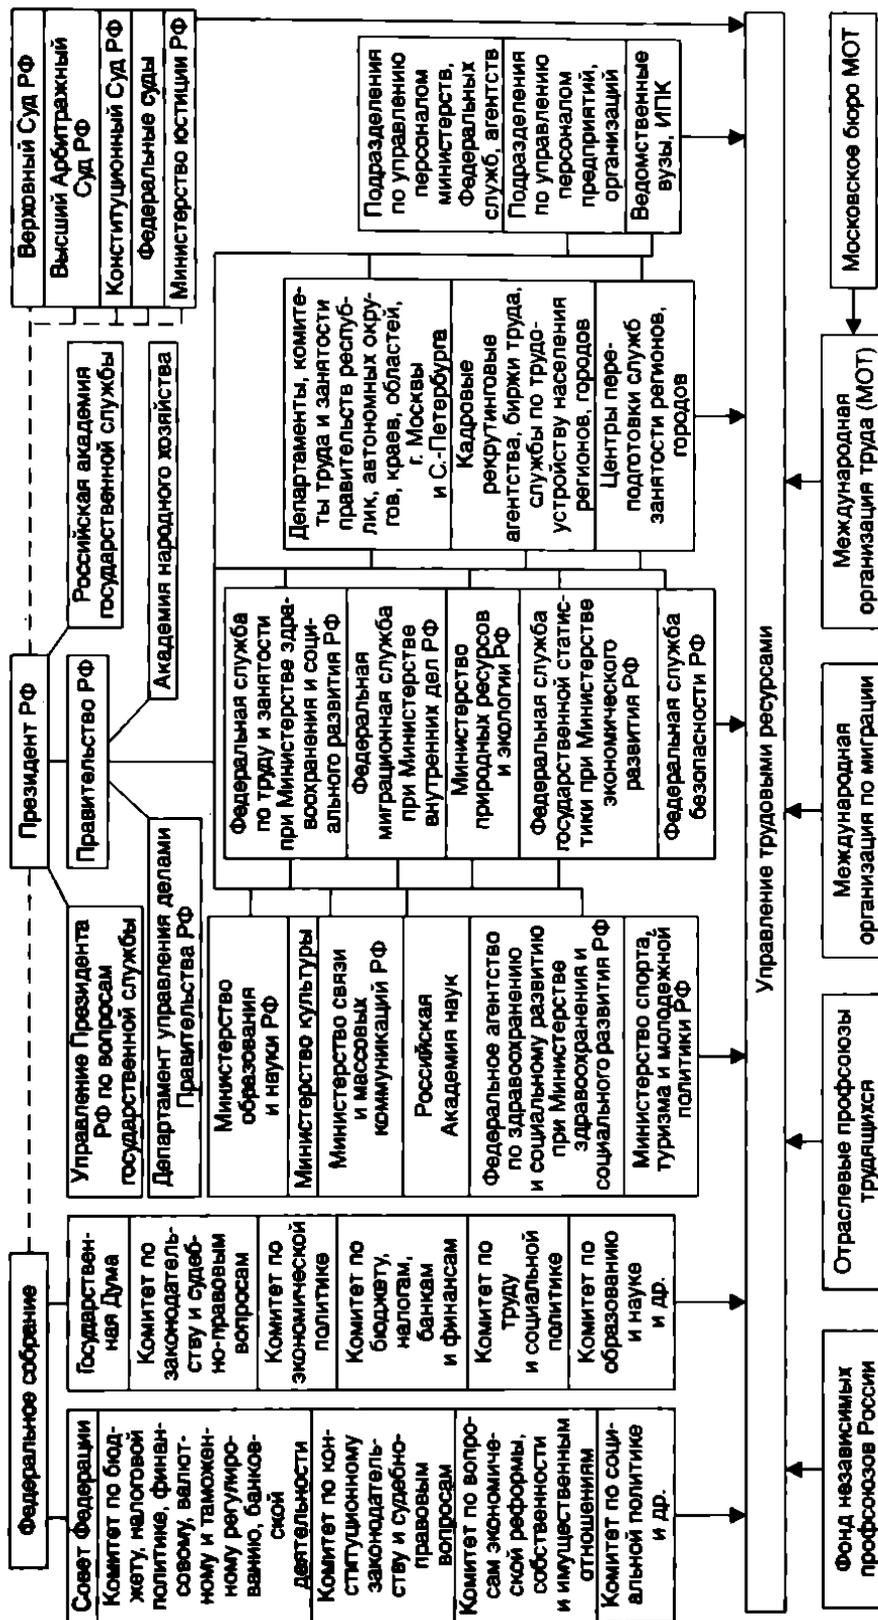 Федеральное собрание
Совет Федерации
Комитет по бюд-
жету, налоговой
политике, финан-
совому, валют-
ному и таможен-
ному регулиро-
ванию, банков-
ской
деятельности
Комитет по кон-
ституционному
законодатель-
ству и судебно-
правовым
вопросам
Комитет по вопро-
сам экономиче-
ской реформы,
собственности
и имущественным
отношениям
Комитет по соци-
альной политике
и др.
Государствен-
ная Дума
Комитет по
законодатель-
ству и судеб-
но-правовым
вопросам
Комитет по
экономической
политике
Комитет по
бюджету,
налогам,
банкам
и финансам
Комитет по
труду
и социальной
политике
Комитет по
образованию
и науке
и др.
Президент РФ
Управление Президента
РФ по вопросам
государственной службы
Правительство РФ
Российская академия
государственной службы
Департамент управления делами
Правительства РФ
Академия народного хозяйства
Министерство
образования
и науки РФ
Министерство культуры
Министерство связи
и массовых
коммуникаций РФ
Российская
Академия наук
Федеральное агентство
по здравоохранению
и социальному развитию
при Министерстве
здравоохранения и
социального развития РФ
Министерство спорта,
туризма и молодежной
политики РФ
Федеральная служба
по труду и занятости
при Министерстве здра-
воохранения и соци-
ального развития РФ
Федеральная
миграционная служба
при Министерстве
внутренних дел РФ
Министерство
природных ресурсов
и экологии РФ
Федеральная служба
государственной статис-
тики при Министерстве
экономического
развития РФ
Федеральная служба
безопасности РФ
Департаменты, комите-
ты труда и занятости
правительств респуб-
лик, автономных окру-
гов, краев, областей,
г. Москвы
и С.-Петербурга
Кадровые
рекрутинговые
агентства, биржи труда,
службы по трудо-
устройству населения
регионов, городов
Центры пере-
подготовки служб
занятости регионов,
городов
Верховный Суд РФ
Высший Арбитражный
Суд РФ
Конституционный Суд РФ
Федеральные суды
Министерство юстиции РФ
Подразделения
по управлению
персоналом
министерств,
Федеральных
служб, агентств
Подразделения
по управлению
персоналом
предприятий,
организаций
Ведомственные
вузы, ИПК
Управление трудовыми ресурсами
Фонд независимых
профсоюзов России
Отраслевые профсоюзы
трудящихся
Международная
организация по миграции
Международная
организация труда (МОТ)
Московское бюро МОТ